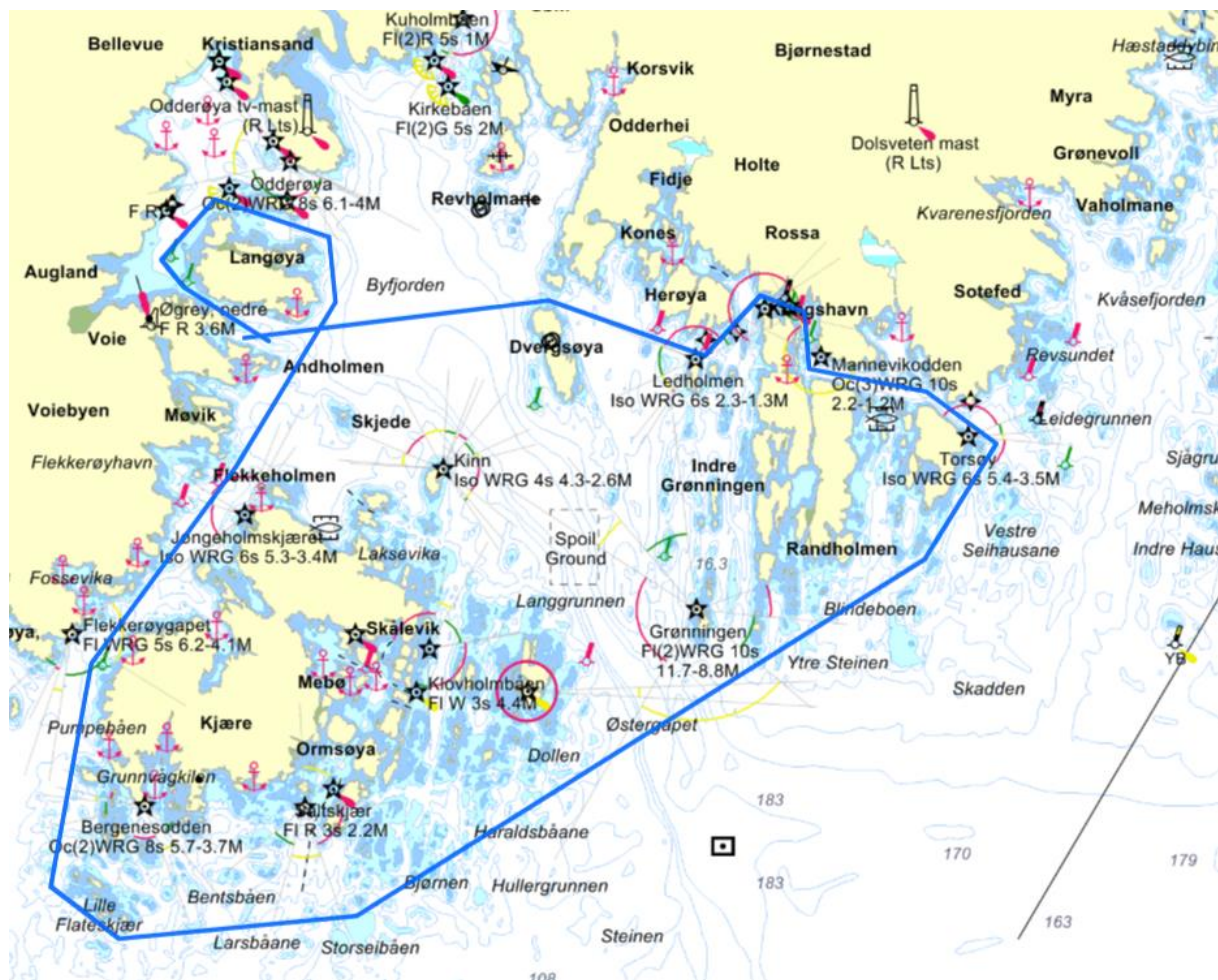 Kuholmbåen
Fl(2)R 5s 1M
Bellevue
Kristiansand
Bjørnestad
Korsvik
Odderøya tv-mast
(R Lts)
Kirkebåen
Fl(2)G 5s 2M
Myra
Odderhei
Dolsveten mast
(R Lts)
Grønevoll
Holte
Fidje
Odderøya
Oc(2)WRG 8s 6.1-4M
Revholmane
F R
Kvarenesfjorden
Vaholmane
Kones
Rossa
Langøya
Augland
Byfjorden
Herøya
Sotefed
Kvåsefjorden
F R 3.6M
Voie
Dvergsøya
Revsundet
Andholmen
Ledholmen
Iso WRG 6s 2.3-1.3M
Mannevikodden
Oc(3)WRG 10s
2.2-1.2M
Voiebyen
Møvik
Skjede
Leidegrunnen
Flekkerøyhavn
Flekkeholmen
Kinn
Iso WRG 4s 4.3-2.6M
Indre
Grønningen
Torsøy
Iso WRG 6s 5.4-3.5M
Iso WRG 6s 5.3-3.4M
Laksevika
Spoil
Ground
Vestre
Seihausane
Randholmen
16.3
Fossevika
Langgrunnen
Blindeboen
Flekkerøygapet
Fl WRG 5s 6.2-4.1M
Skålevik
Grønningen
Fl(2)WRG 10s
11.7-8.8M
Ytre Steinen
YB
Mebø
Klovholmbåen
Fl W 3s 4.4M
Skadden
Kjære
Pumpebåen
Østergapet
Ormsøya
Dollen
Grunnvågkilen
183
Fl R 3s 2.2M
Bergenesodden
Oc(2)WRG 8s 5.7-3.7M
Haraldsbåane
170
179
Bjørnen
Hullergrunnen
183
Bentsbåen
Lille
Flateskjær
163
Larsbåane
Storseibåen
Steinen
108